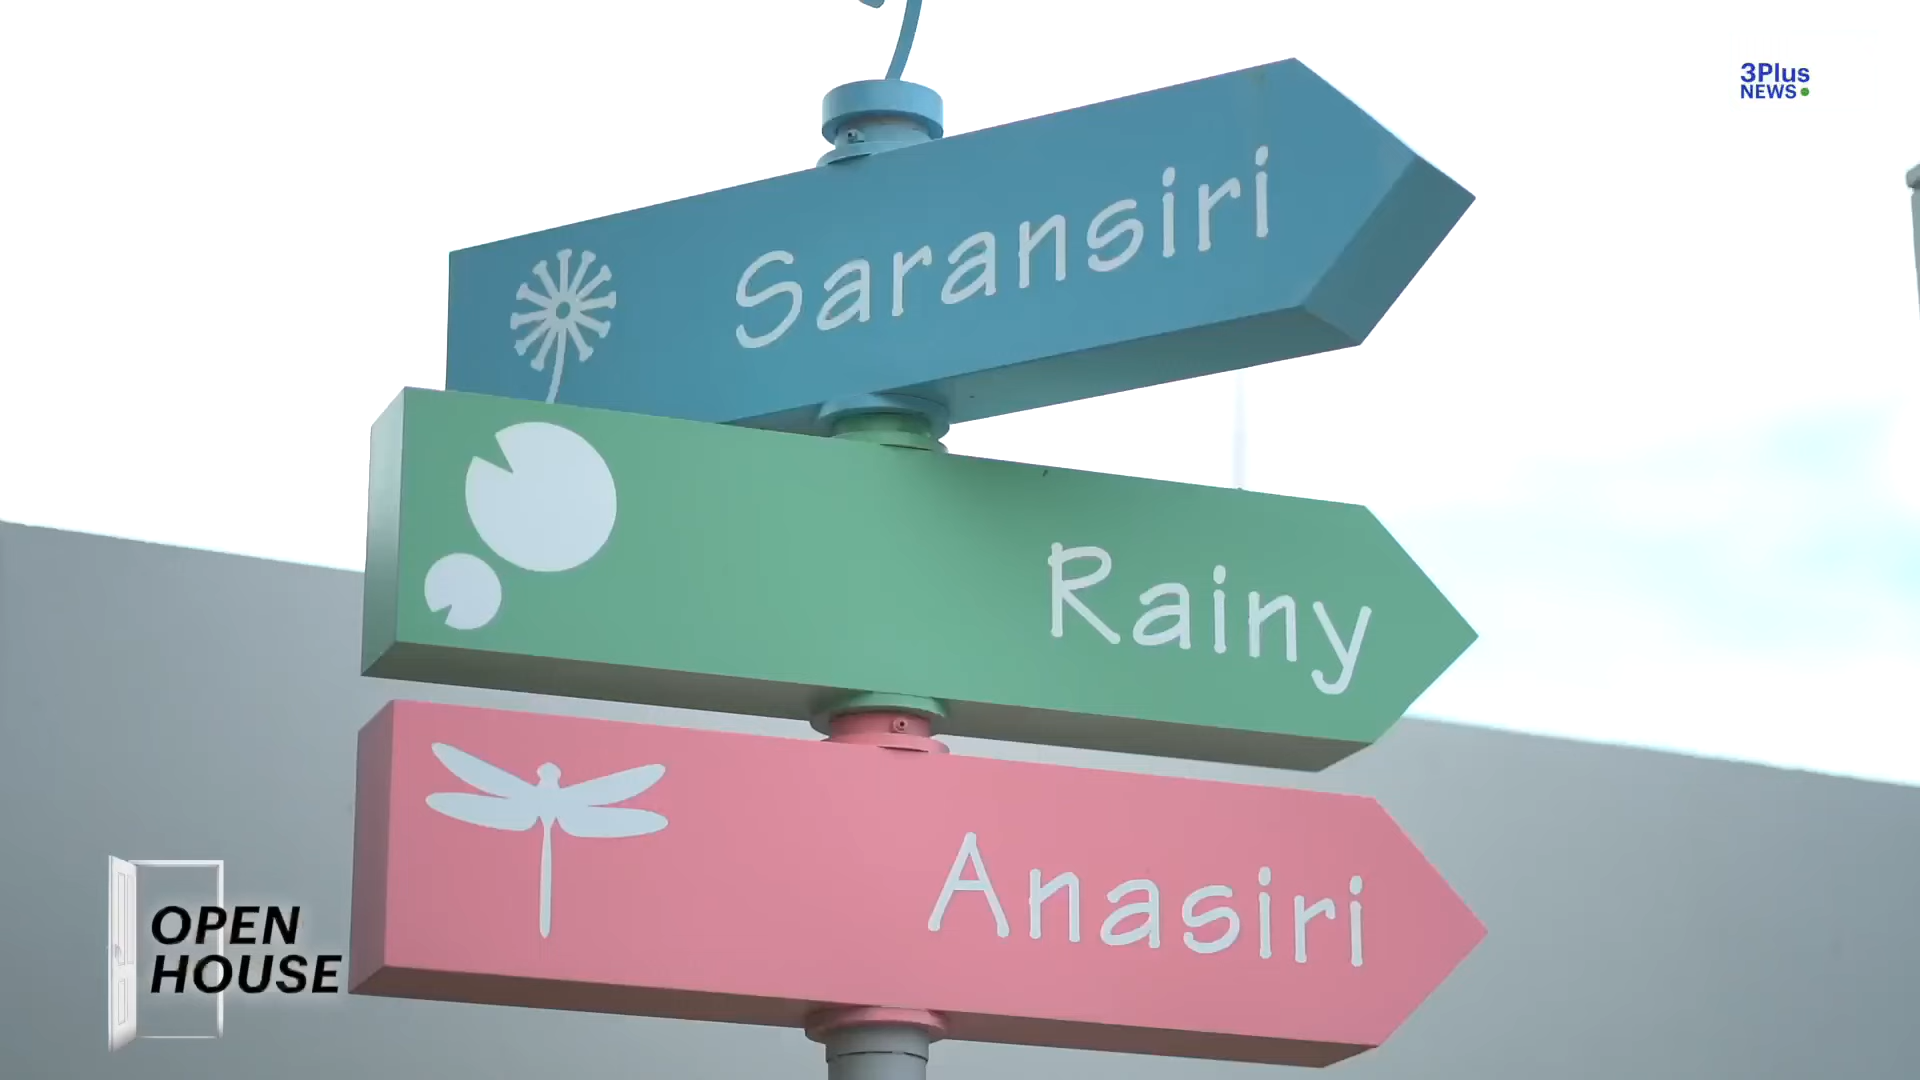 3Plus
NEWS
Saransiri
Rainy
Anasiri
OPEN
HOUSE